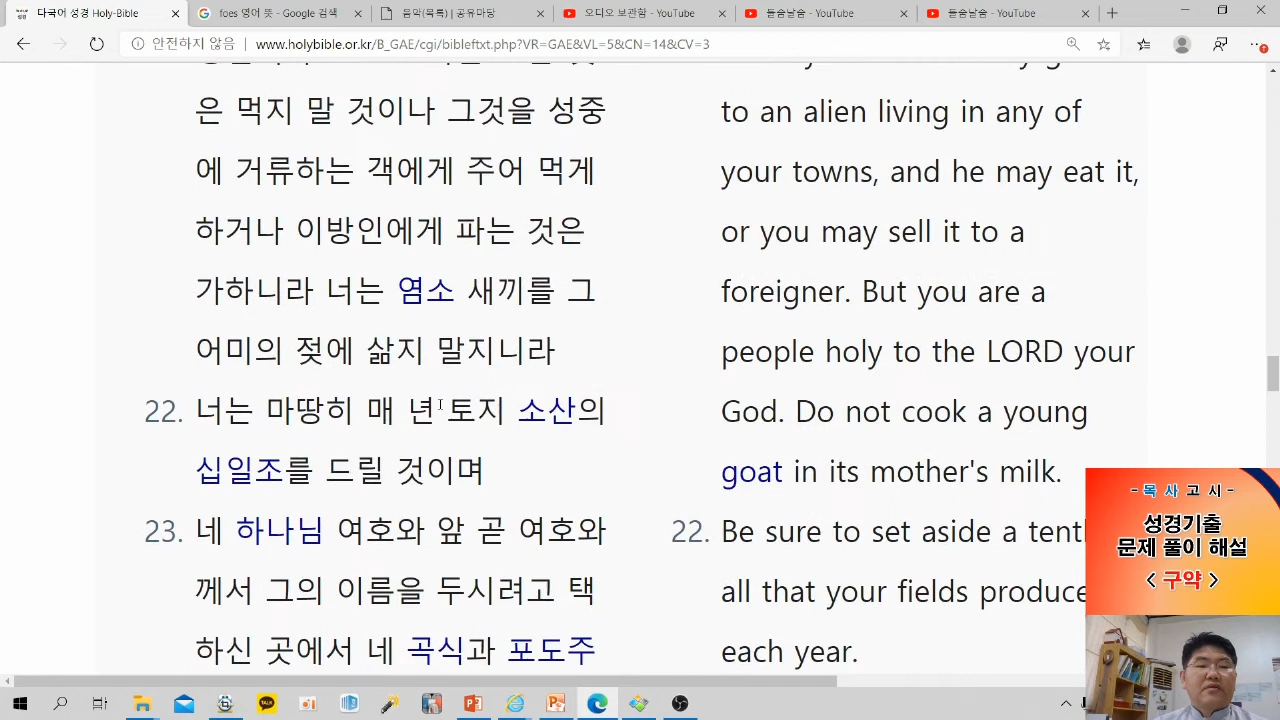 다국어 성경 Holy-Bible
foes 영어 뜻 - Google 검색
음악(목록) | 공유마당
오디오 보관함 - YouTube
돌솜날솜 - YouTube
돌솜날솜 - YouTube
안전하지 않음
www.holybible.or.kr/B_GAE/cgi/bibleftxt.php?VR=GAE&VL=5&CN=14&CV=3
은 먹지 말 것이나 그것을 성중
에 거류하는 객에게 주어 먹게
하거나 이방인에게 파는 것은
가하니라 너는 염소 새끼를 그
어미의 젖에 삶지 말지니라
22. 너는 마땅히 매 년 토지 소산의
십일조를 드릴 것이며
23. 네 하나님 여호와 앞 곧 여호와
께서 그의 이름을 두시려고 택
하신 곳에서 네 곡식과 포도주
to an alien living in any of
your towns, and he may eat it,
or you may sell it to a
foreigner. But you are a
people holy to the LORD your
God. Do not cook a young
goat in its mother's milk.
22. Be sure to set aside a tenth
all that your fields produce
each year.
- 목 사 고 시 -
성경기출
문제 풀이 해설
< 구약 >